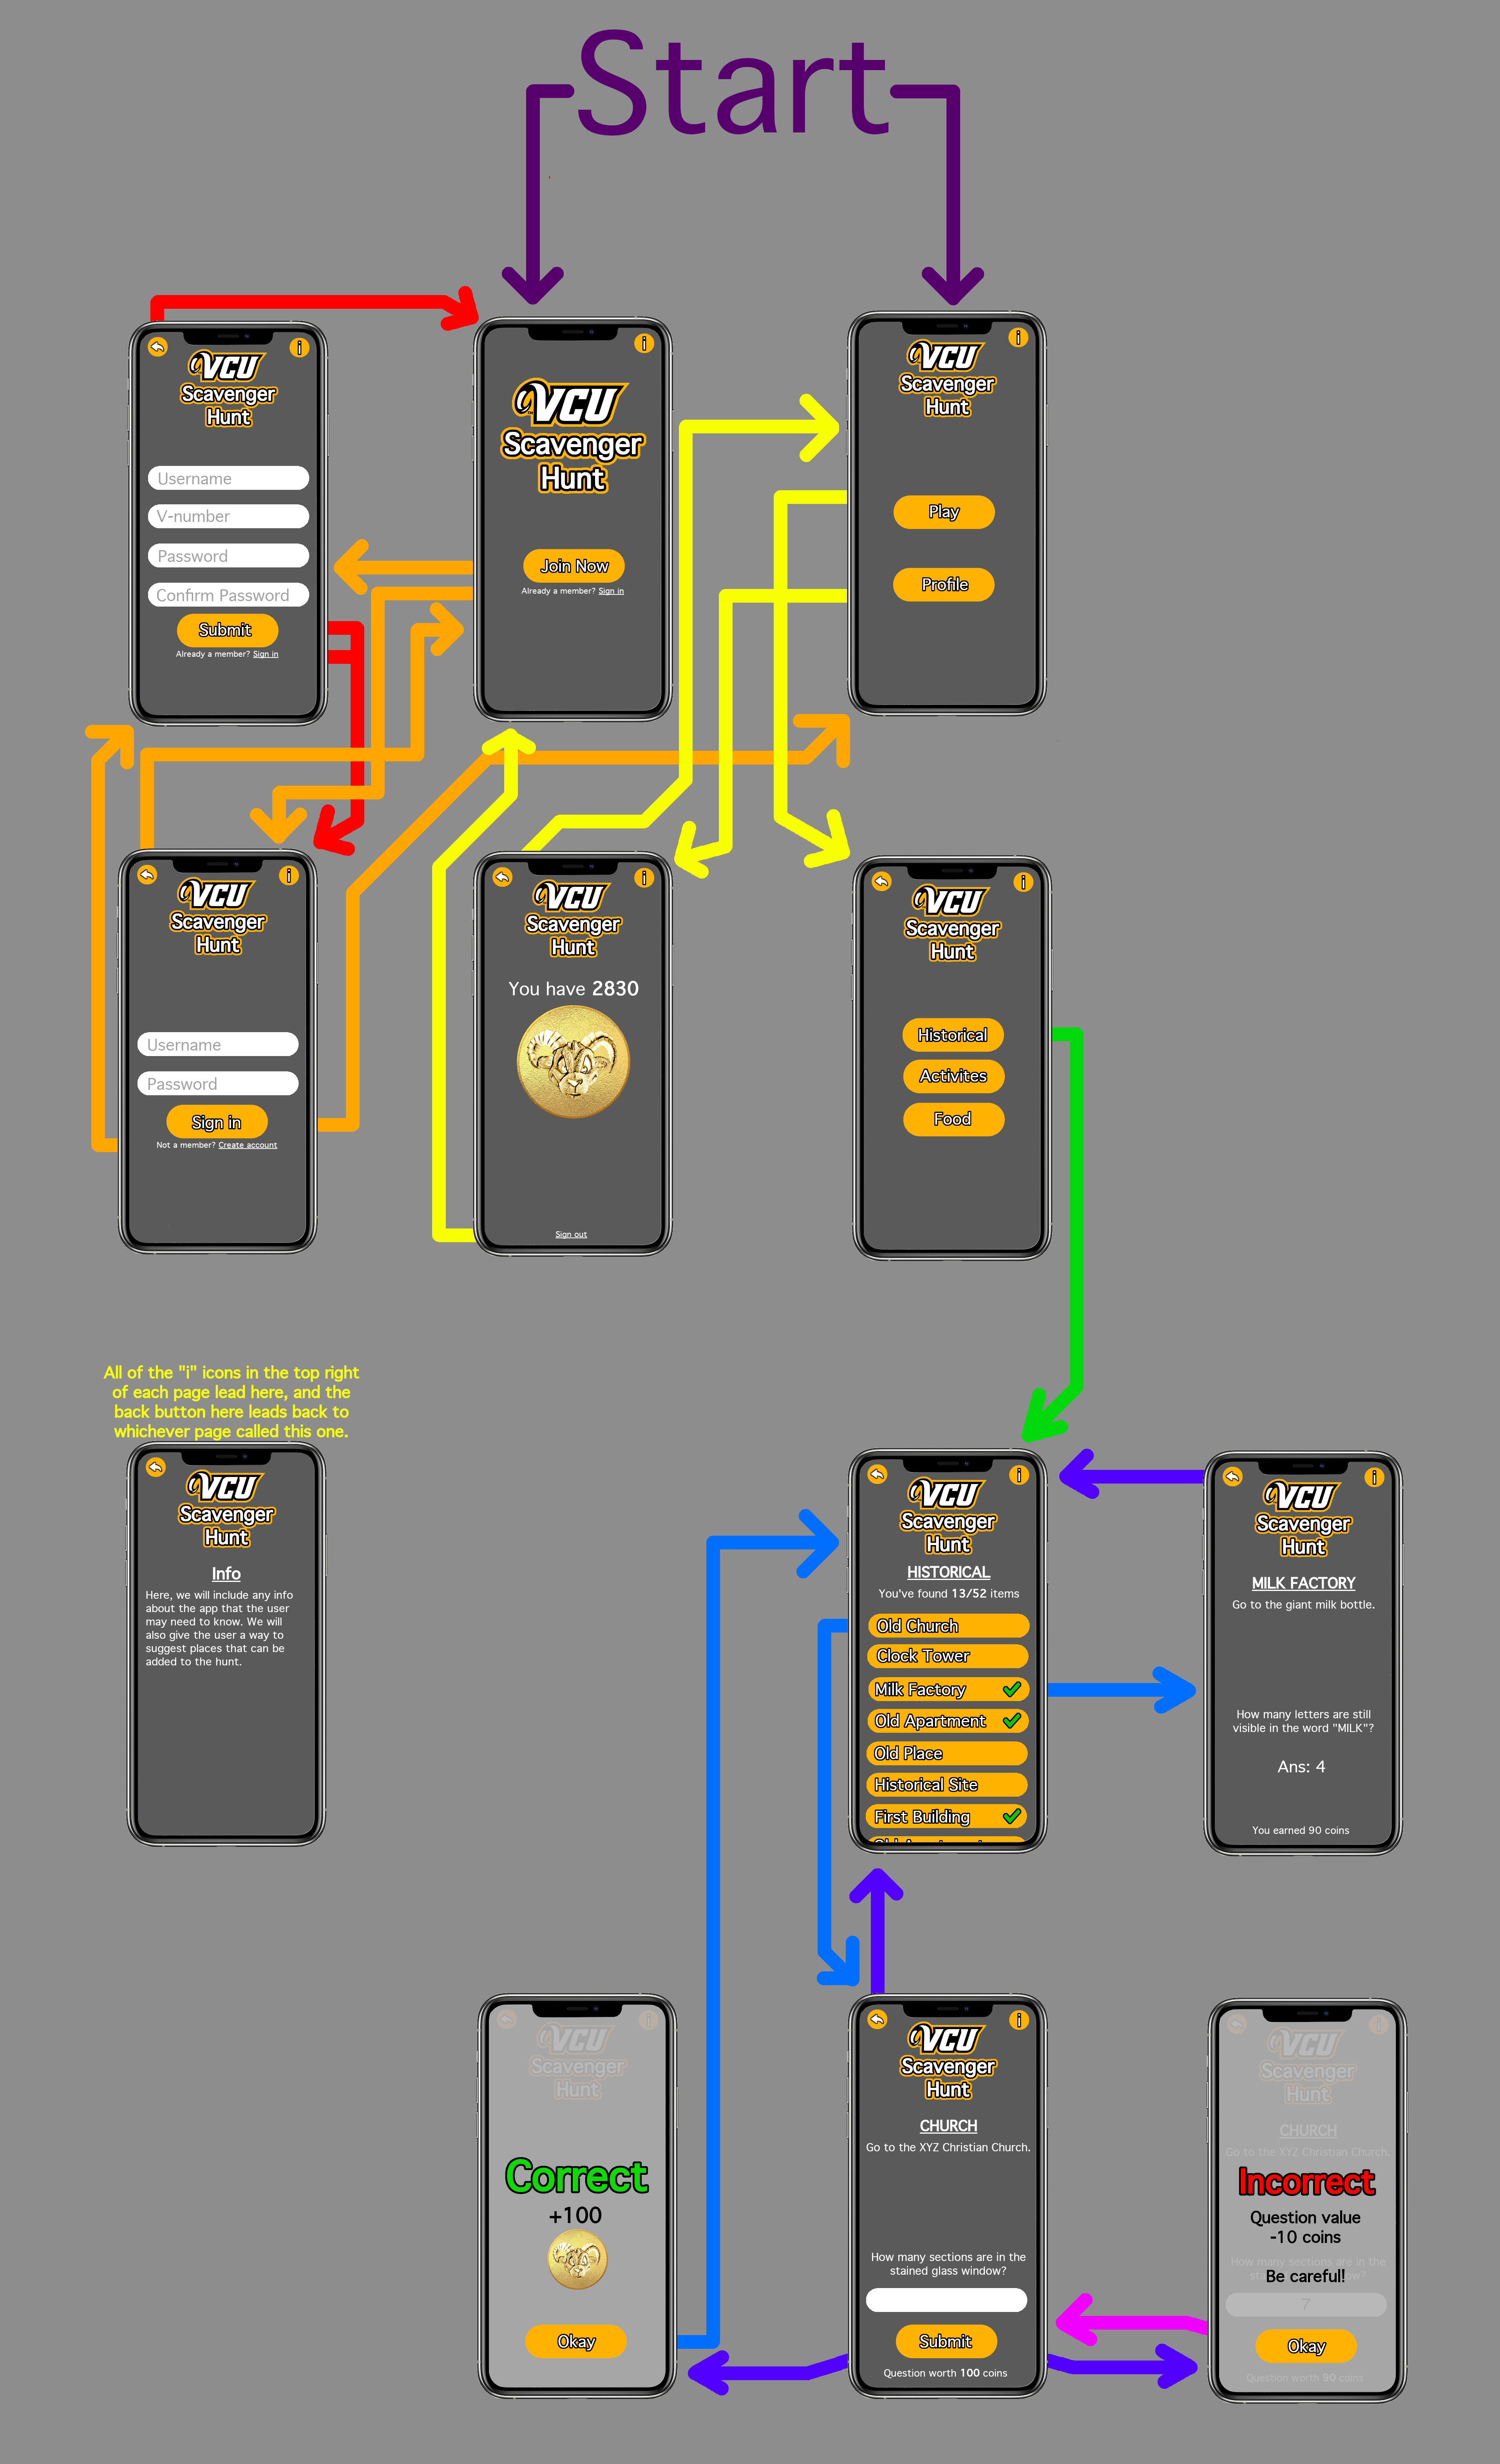 Start
VCU
Scavenger
Hunt
Username
V-number
Password
Confirm Password
Submit
Already a member? Sign in
i
VCU
Scavenger
Hunt
Join Now
Already a member? Sign in
i
VCU
Scavenger
Hunt
Play
Profile
i
VCU
Scavenger
Hunt
Username
Password
Sign in
Not a member? Create account
i
VCU
Scavenger
Hunt
You have 2830
Sign out
i
VCU
Scavenger
Hunt
Historical
Activites
Food
i
All of the "i" icons in the top right
of each page lead here, and the
back button here leads back to
whichever page called this one.
VCU
Scavenger
Hunt
Info
Here, we will include any info
about the app that the user
may need to know. We will
also give the user a way to
suggest places that can be
added to the hunt.
i
VCU
Scavenger
Hunt
HISTORICAL
You've found 13/52 items
Old Church
Clock Tower
Milk Factory
Old Apartment
Old Place
Historical Site
First Building
i
VCU
Scavenger
Hunt
MILK FACTORY
Go to the giant milk bottle.
How many letters are still
visible in the word "MILK"?
Ans: 4
You earned 90 coins
i
VCU
Scavenger
Hunt
Correct
+100
Okay
i
VCU
Scavenger
Hunt
CHURCH
Go to the XYZ Christian Church.
How many sections are in the
stained glass window?
Submit
Question worth 100 coins
i
VCU
Scavenger
Hunt
CHURCH
Go to the XYZ Christian Church.
Incorrect
Question value
-10 coins
How many sections are in the
Be careful!
7
Okay
Question worth 90 coins